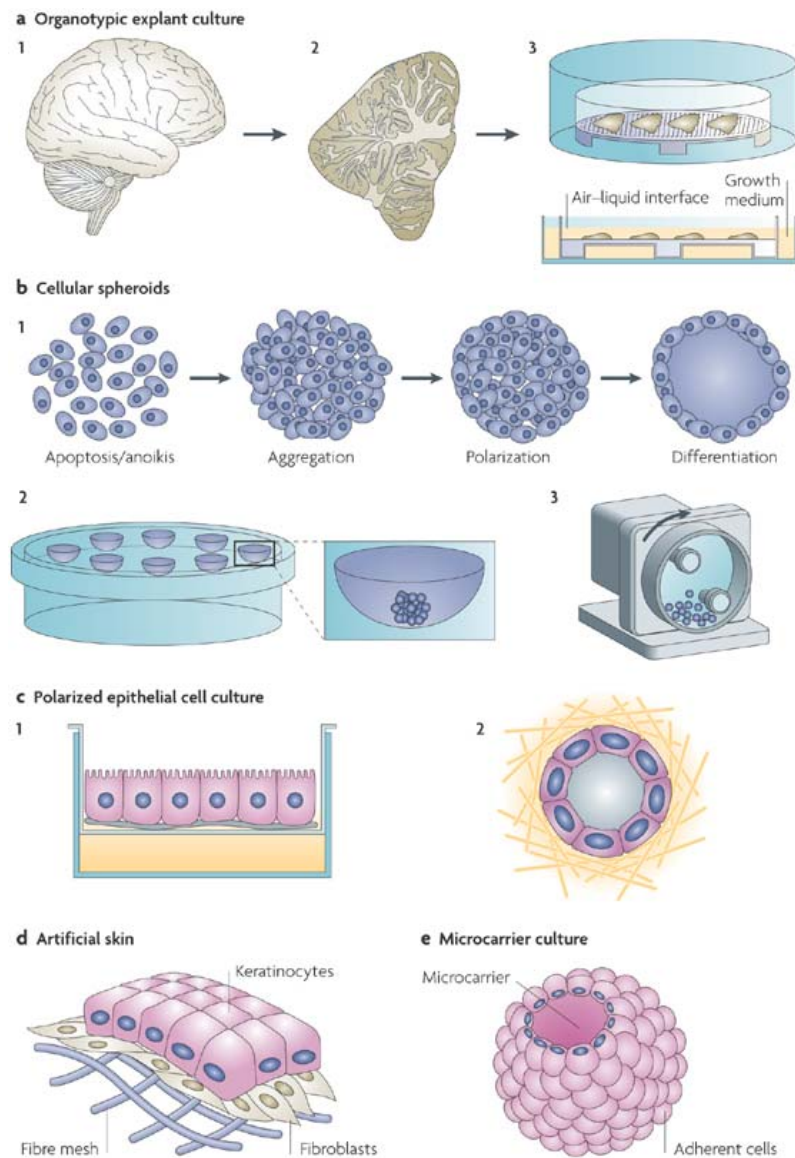 a Organotypic explant culture
1
2
3
Air–liquid interface
Growth
medium
b Cellular spheroids
1
Apoptosis/anoikis
Aggregation
Polarization
Differentiation
2
3
c Polarized epithelial cell culture
1
2
d Artificial skin
Keratinocytes
Fibre mesh
Fibroblasts
e Microcarrier culture
Microcarrier
Adherent cells